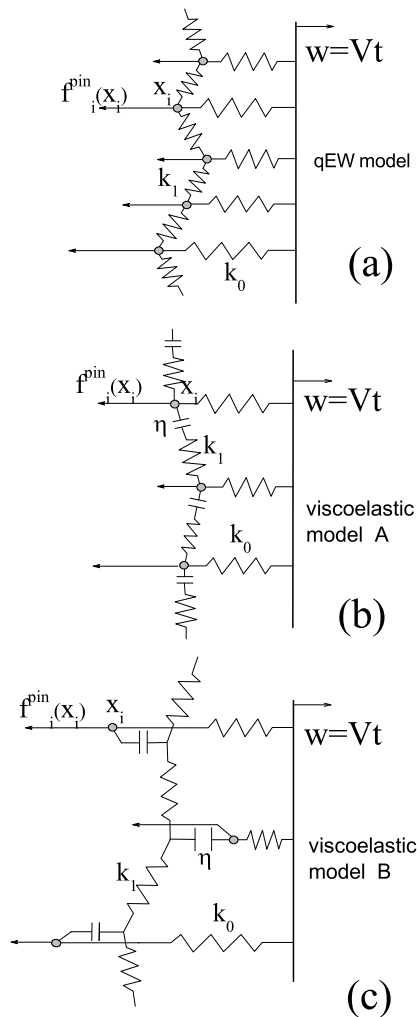 w=Vt
f^pin_i(x_i) x_i
qEW model
k_1
k_0
(a)
f^pin_i(x_i) x_i
w=Vt
η
k_1
viscoelastic
model A
k_0
(b)
f^pin_i(x_i) x_i
w=Vt
η
viscoelastic
model B
k_1
k_0
(c)